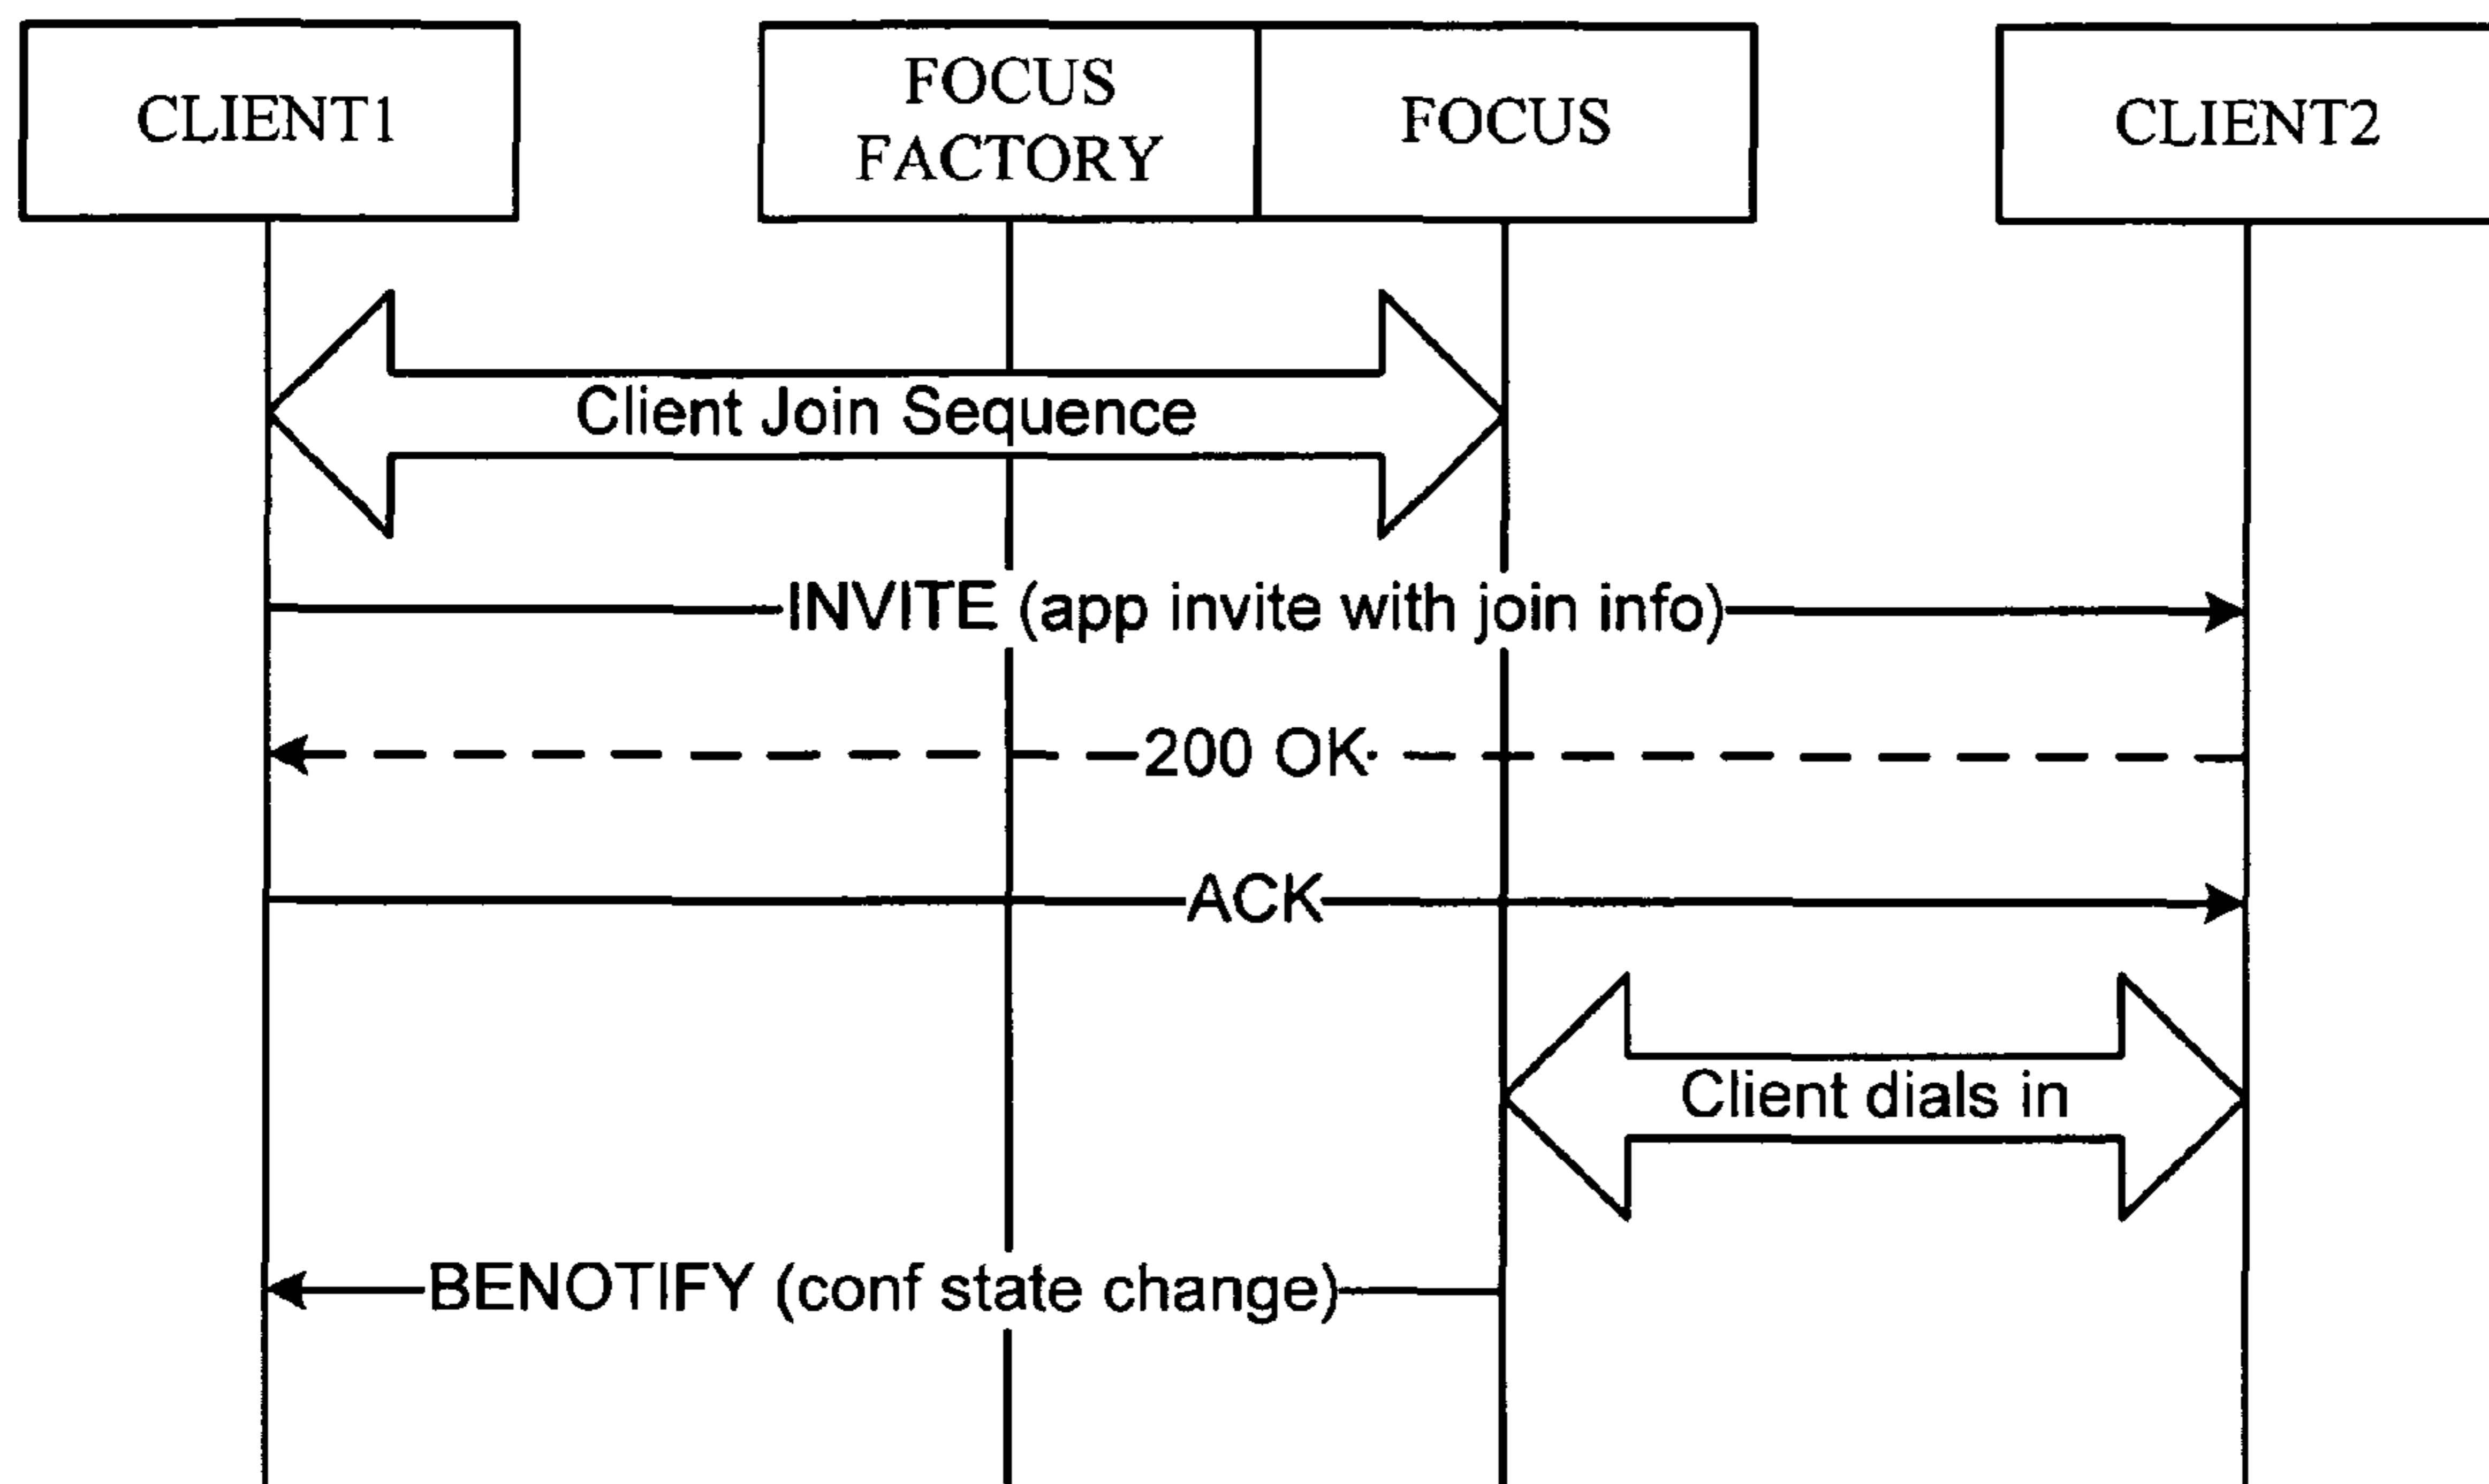 CLIENT1
FOCUS
FACTORY
FOCUS
CLIENT2
Client Join Sequence
INVITE (app invite with join info)
200 OK
ACK
Client dials in
BENOTIFY (conf state change)